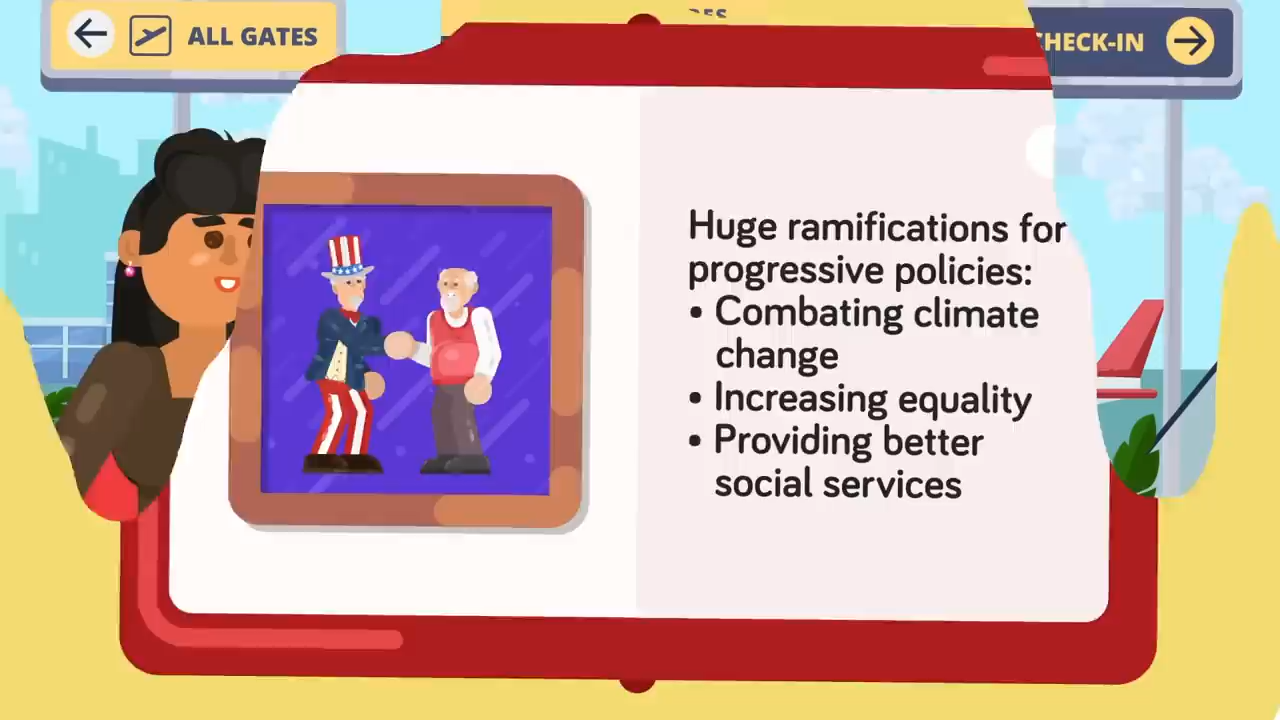 ALL GATES
CHECK-IN
Huge ramifications for
progressive policies:
• Combating climate
change
• Increasing equality
• Providing better
social services